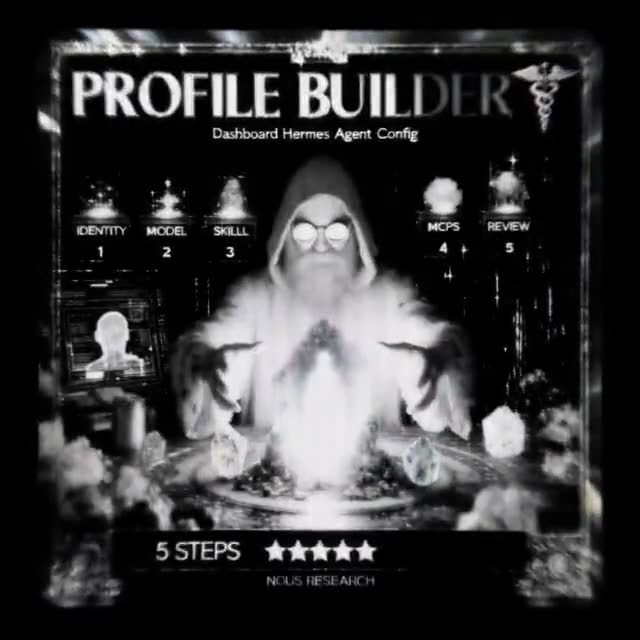 PROFILE BUILDER
Dashboard Hermes Agent Config
IDENTITY
1
MODEL
2
SKILLL
3
MCPS
4
REVIEW
5
5 STEPS
NOUS RESEARCH